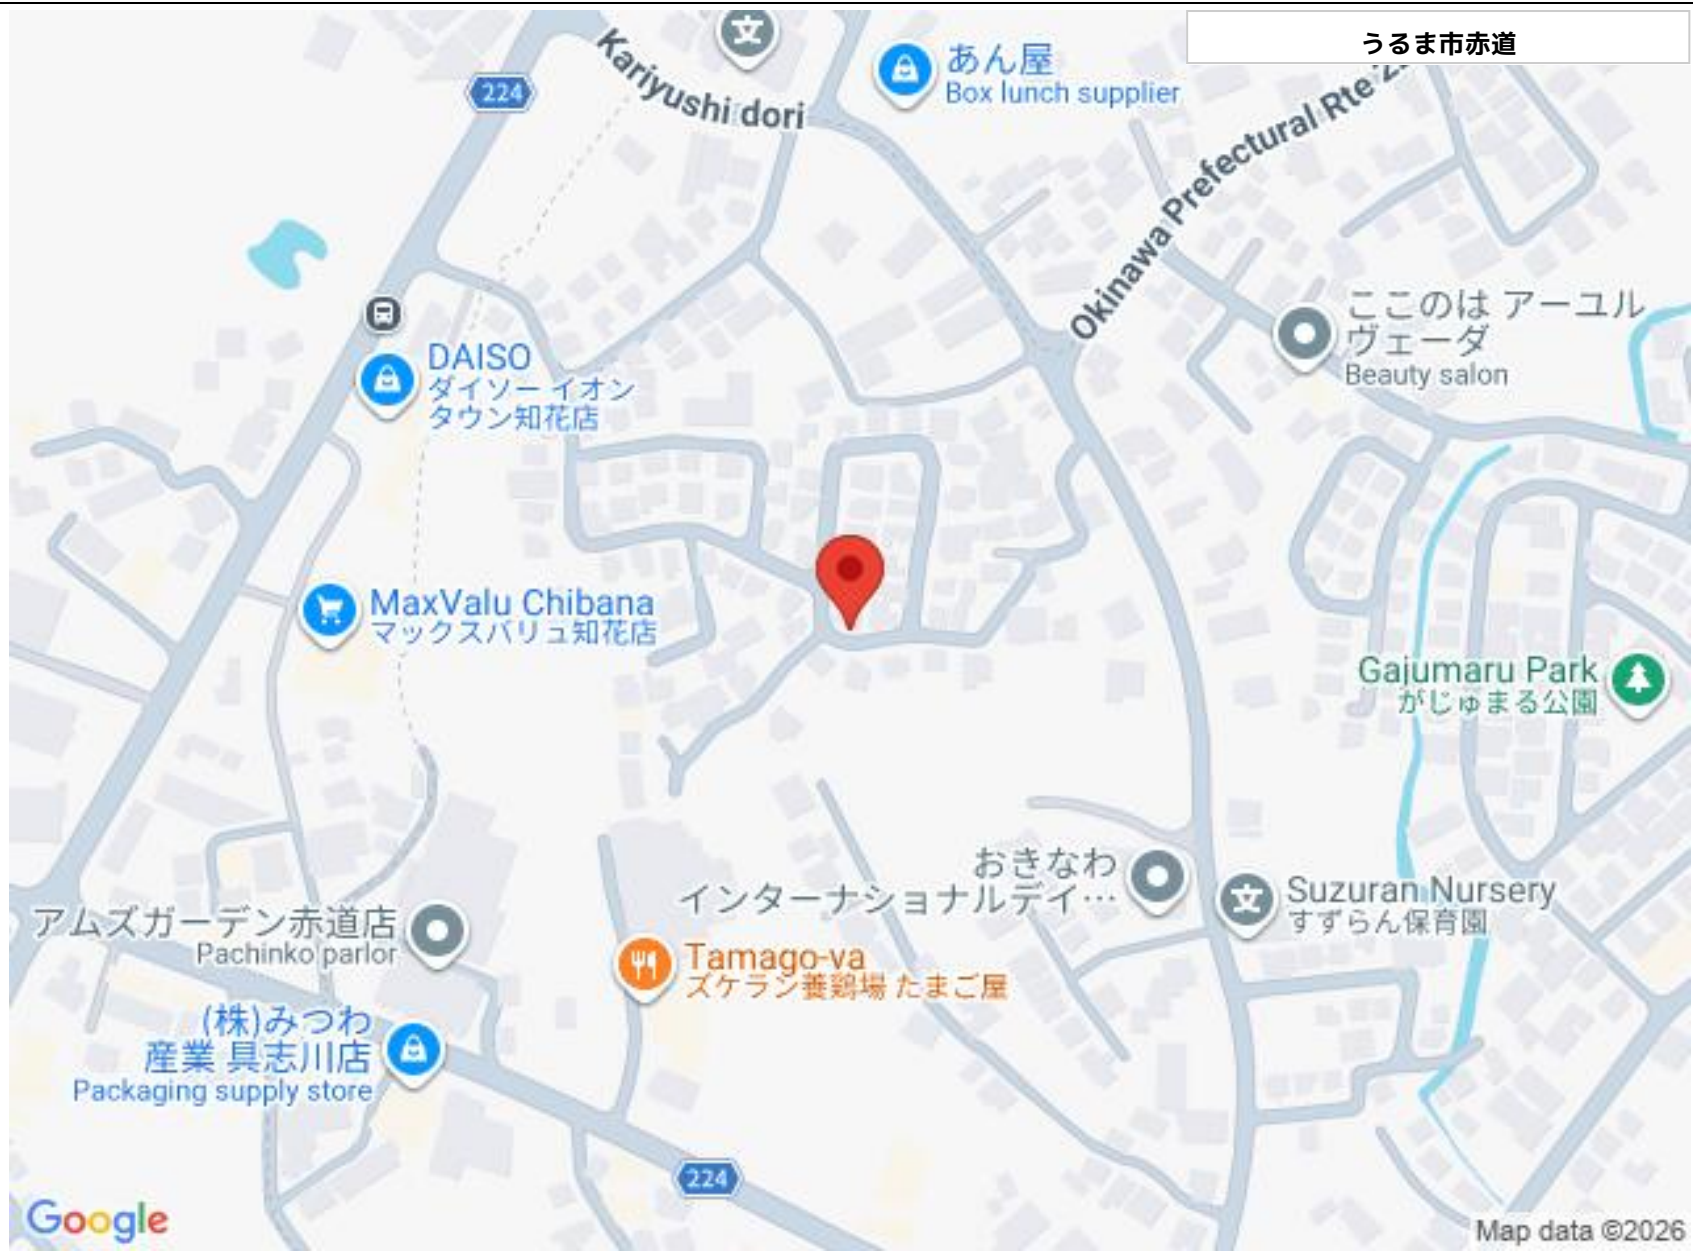 うるま市赤道
あん屋
Box lunch supplier
Kariyushi dori
224
Okinawa Prefectural Rte
ここのは アーユル
ヴェーダ
Beauty salon
DAISO
ダイソー イオン
タウン知花店
MaxValu Chibana
マックスバリュ知花店
Gajumaru Park
がじゅまる公園
おきなわ
インターナショナルデイ…
Suzuran Nursery
すずらん保育園
アムズガーデン赤道店
Pachinko parlor
Tamago-ya
ズケラン養鶏場 たまご屋
(株)みつわ
産業 具志川店
Packaging supply store
224
Google
Map data ©2026